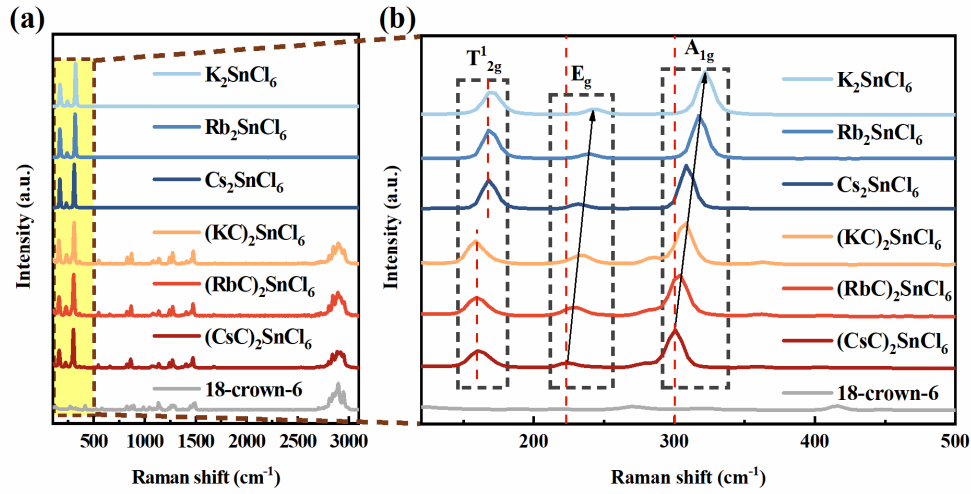 (a)
K₂SnCl₆
Rb₂SnCl₆
Cs₂SnCl₆
(KC)₂SnCl₆
(RbC)₂SnCl₆
(CsC)₂SnCl₆
18-crown-6
Intensity (a.u.)
500 1000 1500 2000 2500 3000
Raman shift (cm⁻¹)
(b)
T¹₂g
E_g
A₁g
K₂SnCl₆
Rb₂SnCl₆
Cs₂SnCl₆
(KC)₂SnCl₆
(RbC)₂SnCl₆
(CsC)₂SnCl₆
18-crown-6
Intensity (a.u.)
200 300 400 500
Raman shift (cm⁻¹)